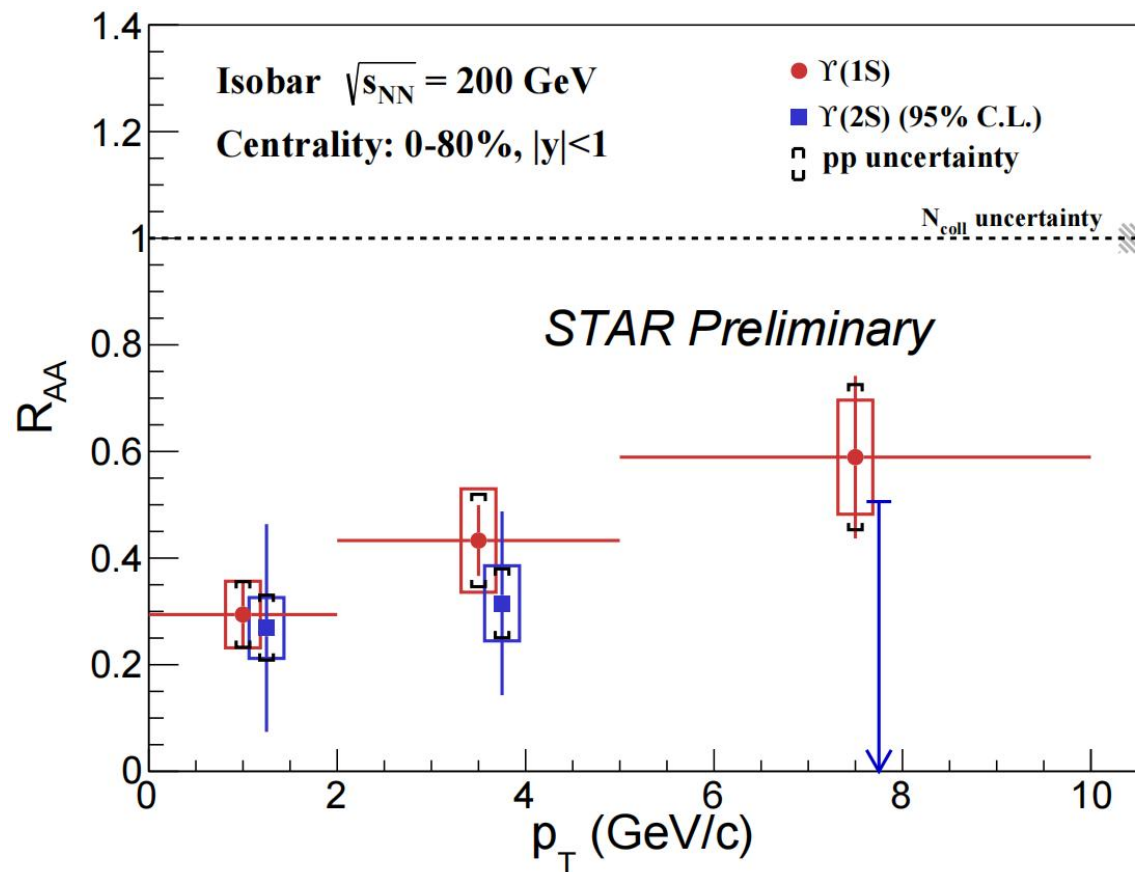 1.4
1.2
1
0.8
0.6
0.4
0.2
0
R_AA
Isobar √s_NN = 200 GeV
Centrality: 0-80%, |y|<1
ϒ(1S)
ϒ(2S) (95% C.L.)
pp uncertainty
N_coll uncertainty
STAR Preliminary
0 2 4 6 8 10
p_T (GeV/c)